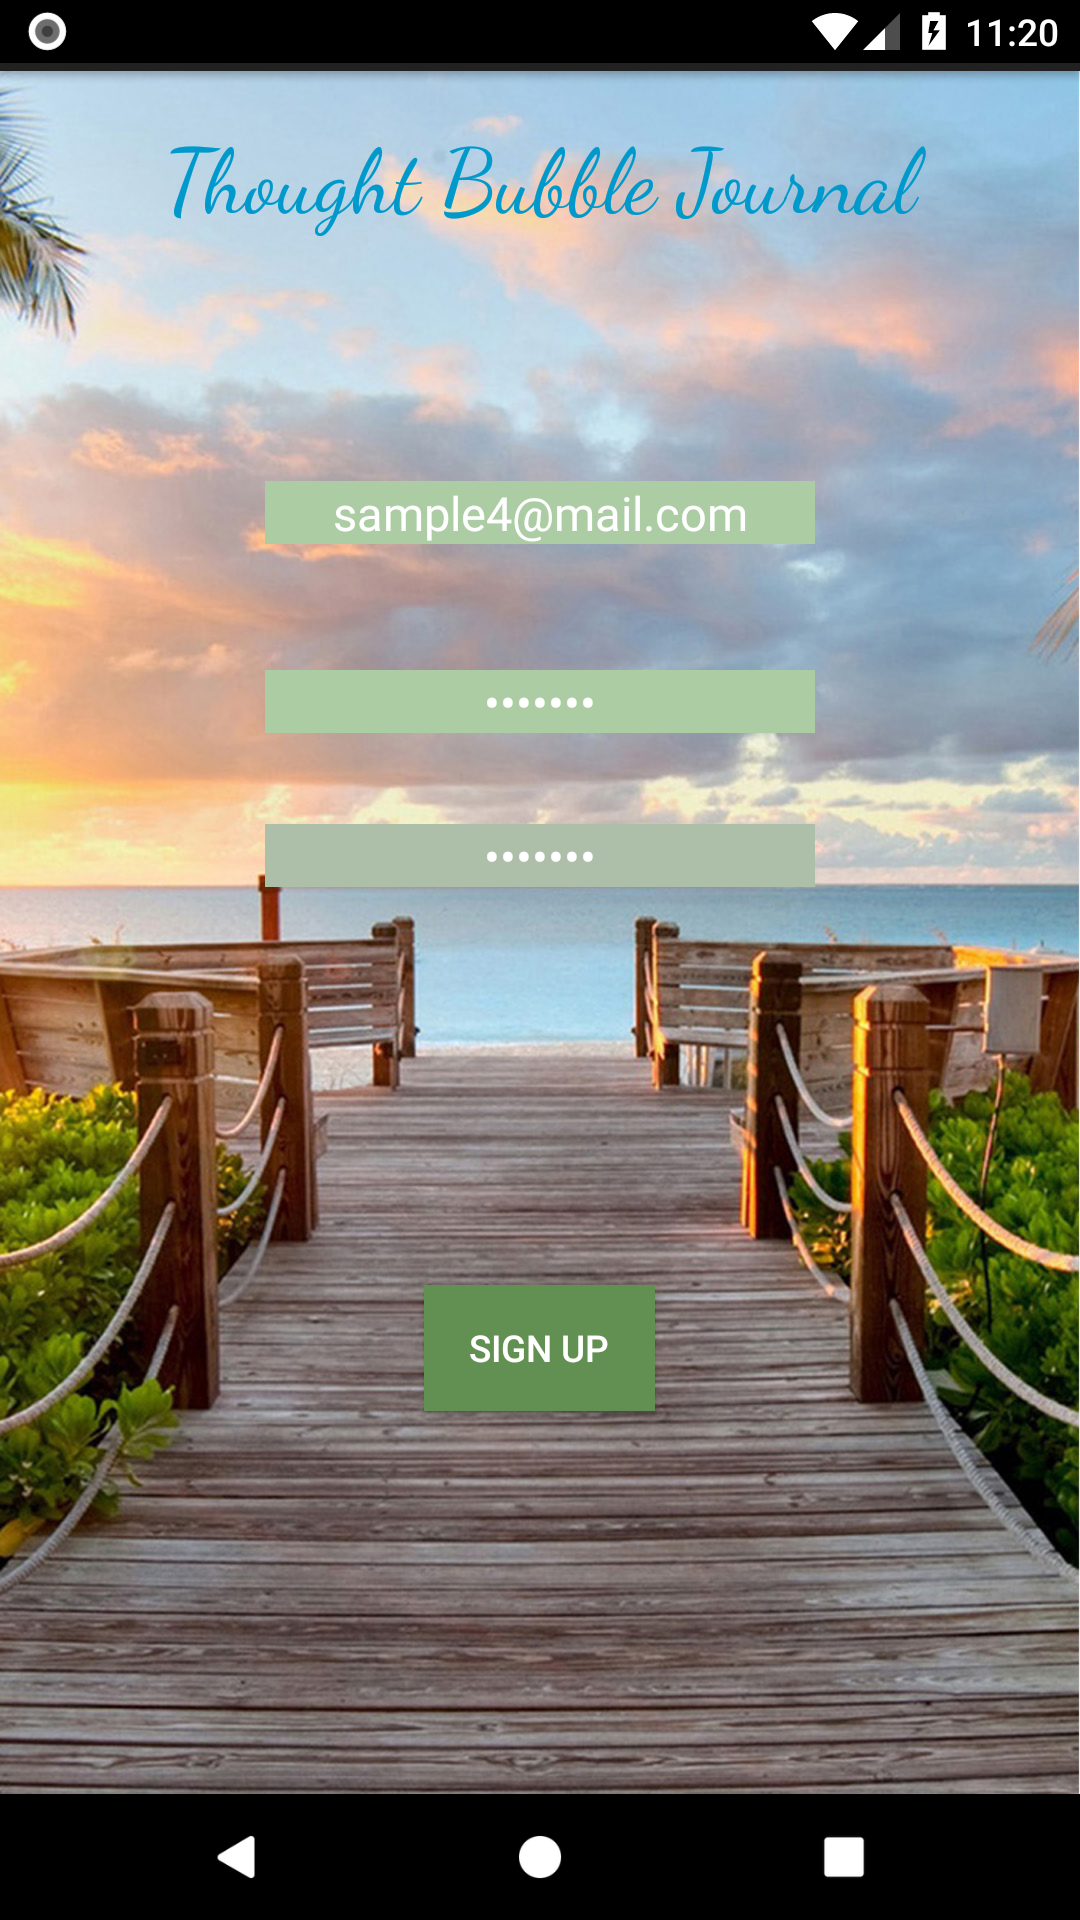 11:20
Thought Bubble Journal
sample4@mail.com
•••••••
•••••••
SIGN UP